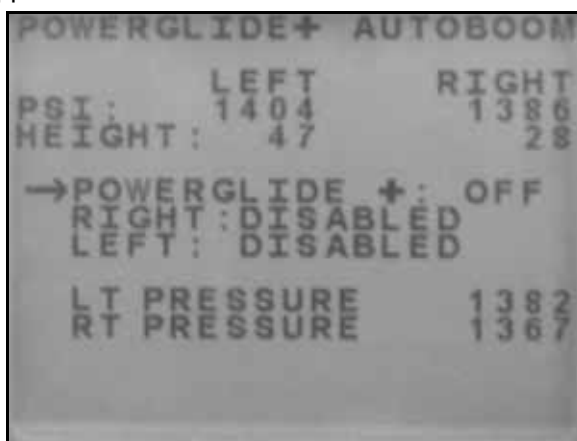 POWERGLIDE+ AUTOBOOM
LEFT RIGHT
PSI: 1404 1386
HEIGHT: 47 28
→POWERGLIDE +: OFF
RIGHT:DISABLED
LEFT: DISABLED
LT PRESSURE 1382
RT PRESSURE 1367